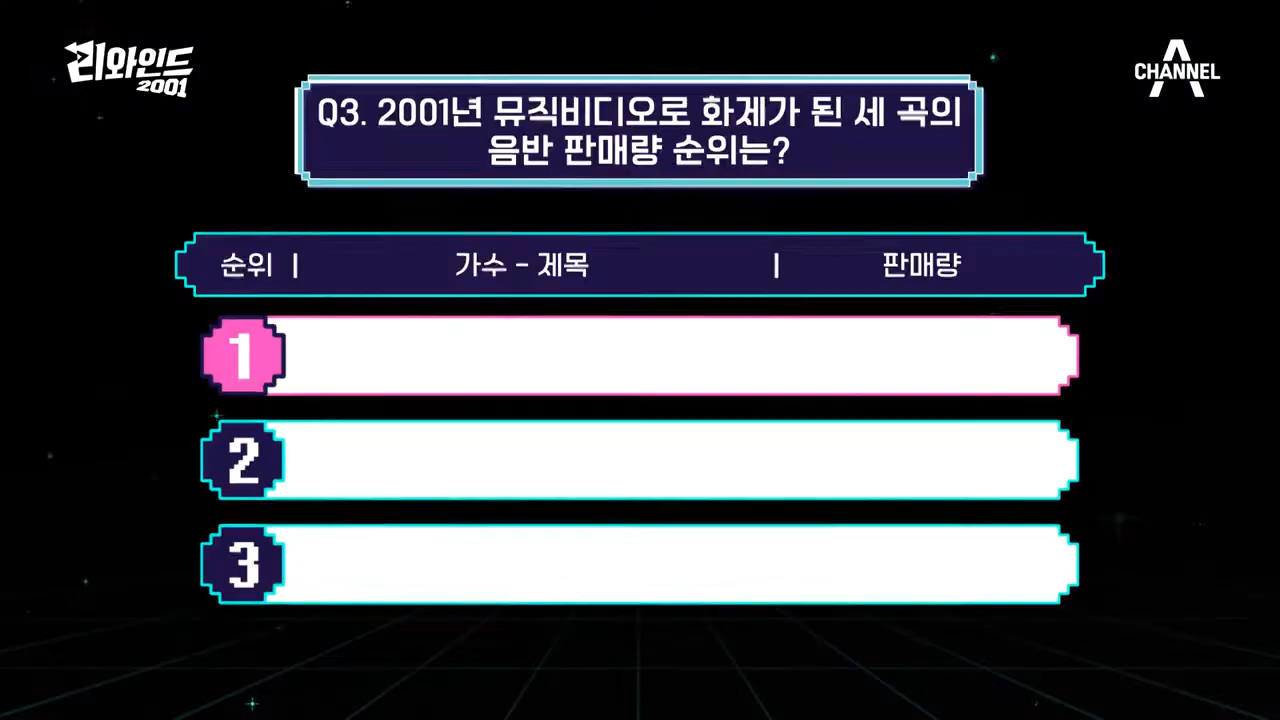 리와인드
2001
CHANNEL A
Q3. 2001년 뮤직비디오로 화제가 된 세 곡의
음반 판매량 순위는?
순위 | 가수 - 제목 | 판매량
1
2
3